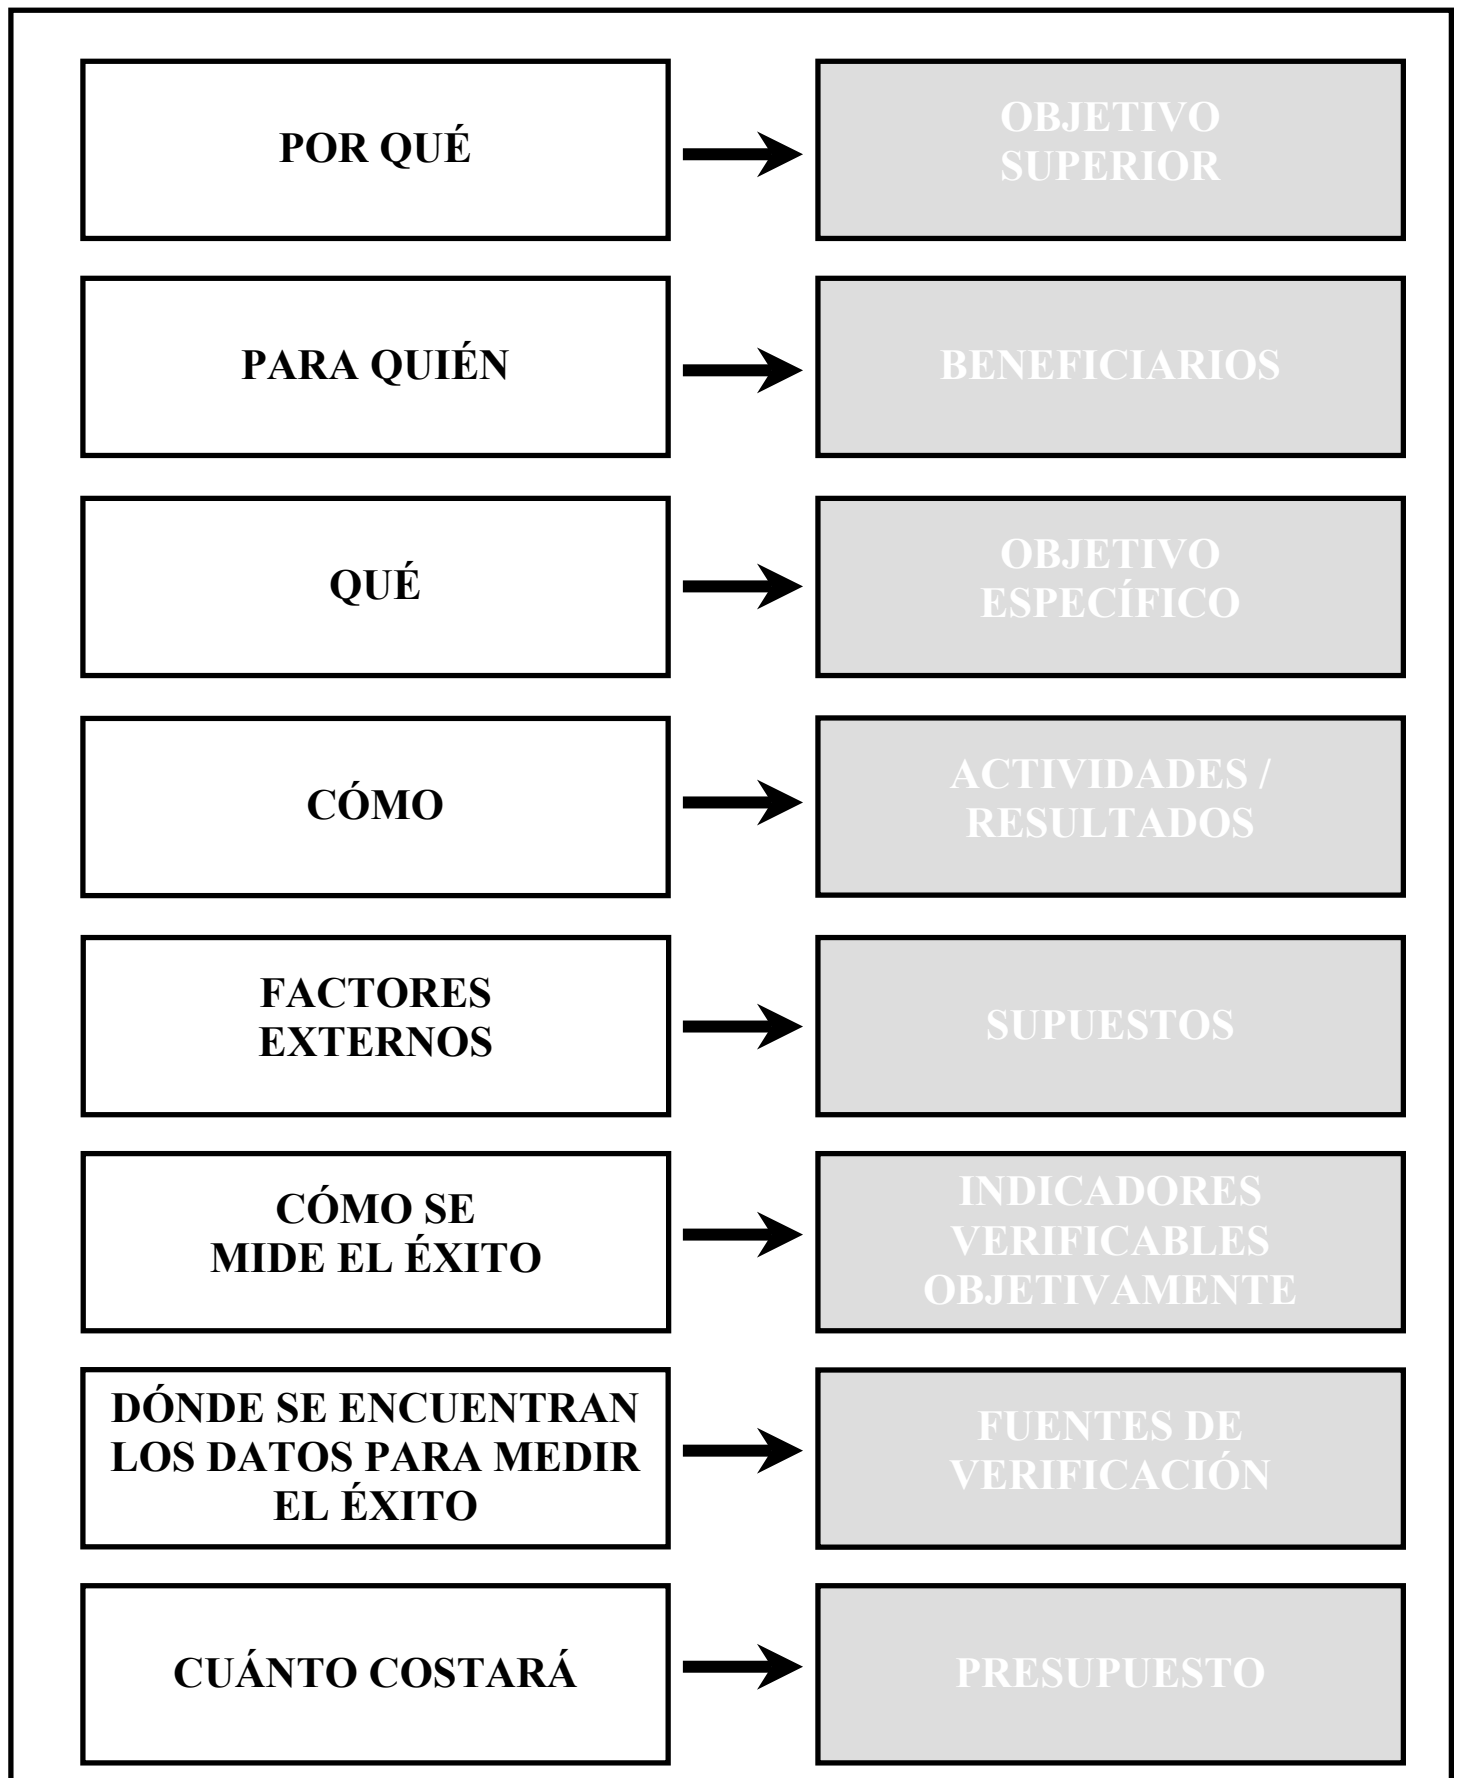 POR QUÉ
OBJETIVO
SUPERIOR
PARA QUIÉN
BENEFICIARIOS
QUÉ
OBJETIVO
ESPECÍFICO
CÓMO
ACTIVIDADES /
RESULTADOS
FACTORES
EXTERNOS
SUPUESTOS
CÓMO SE
MIDE EL ÉXITO
INDICADORES
VERIFICABLES
OBJETIVAMENTE
DÓNDE SE ENCUENTRAN
LOS DATOS PARA MEDIR
EL ÉXITO
FUENTES DE
VERIFICACIÓN
CUÁNTO COSTARÁ
PRESUPUESTO